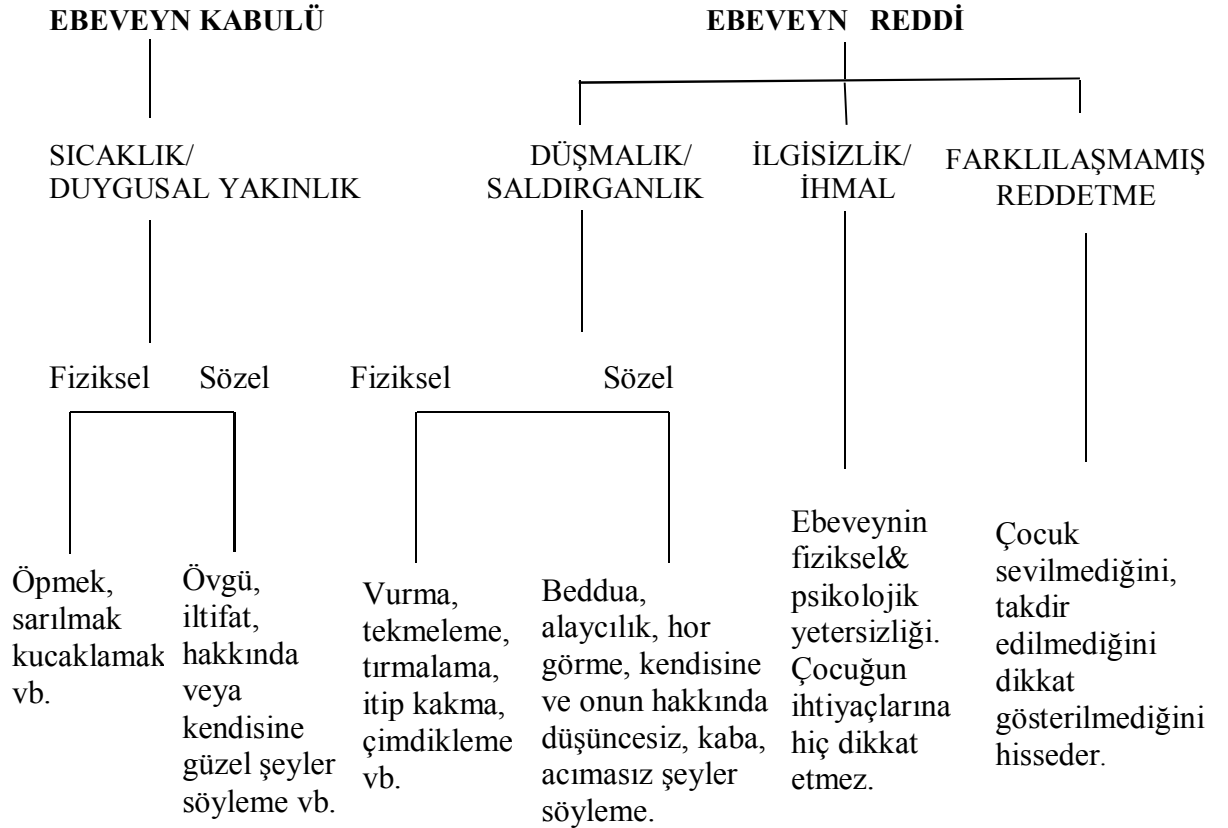 EBEVEYN KABULÜ
EBEVEYN REDDİ
SICAKLIK/
DUYGUSAL YAKINLIK
DÜŞMALIK/
SALDIRGANLIK
İLGİSİZLİK/
İHMAL
FARKLILAŞMAMIŞ
REDDETME
Fiziksel
Sözel
Fiziksel
Sözel
Öpmek,
sarılmak
kucaklamak
vb.
Övgü,
iltifat,
hakkında
veya
kendisine
güzel şeyler
söyleme vb.
Vurma,
tekmeleme,
tırmalama,
itip kakma,
çimdikleme
vb.
Beddua,
alaycılık, hor
görme, kendisine
ve onun hakkında
düşüncesiz, kaba,
acımasız şeyler
söyleme.
Ebeveynin
fiziksel&
psikolojik
yetersizliği.
Çocuğun
ihtiyaçlarına
hiç dikkat
etmez.
Çocuk
sevilmediğini,
takdir
edilmediğini
dikkat
gösterilmediğini
hisseder.